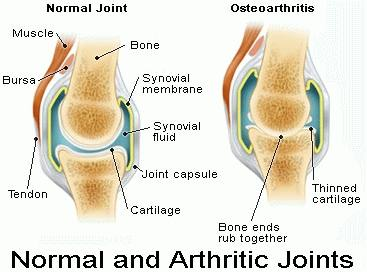 Normal Joint
Muscle
Bone
Bursa
Synovial
membrane
Synovial
fluid
Joint capsule
Tendon
Cartilage
Osteoarthritis
Thinned
cartilage
Bone ends
rub together
Normal and Arthritic Joints